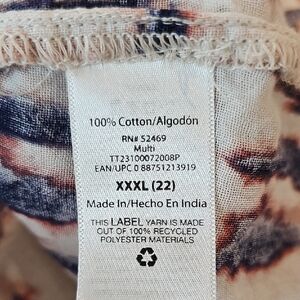 100% Cotton/Algodón
RN# 52469
Multi
TT23100072008P
EAN/UPC 0 88751213919
XXXL (22)
Made In/Hecho En India
THIS LABEL YARN IS MADE
OUT OF 100% RECYCLED
POLYESTER MATERIALS